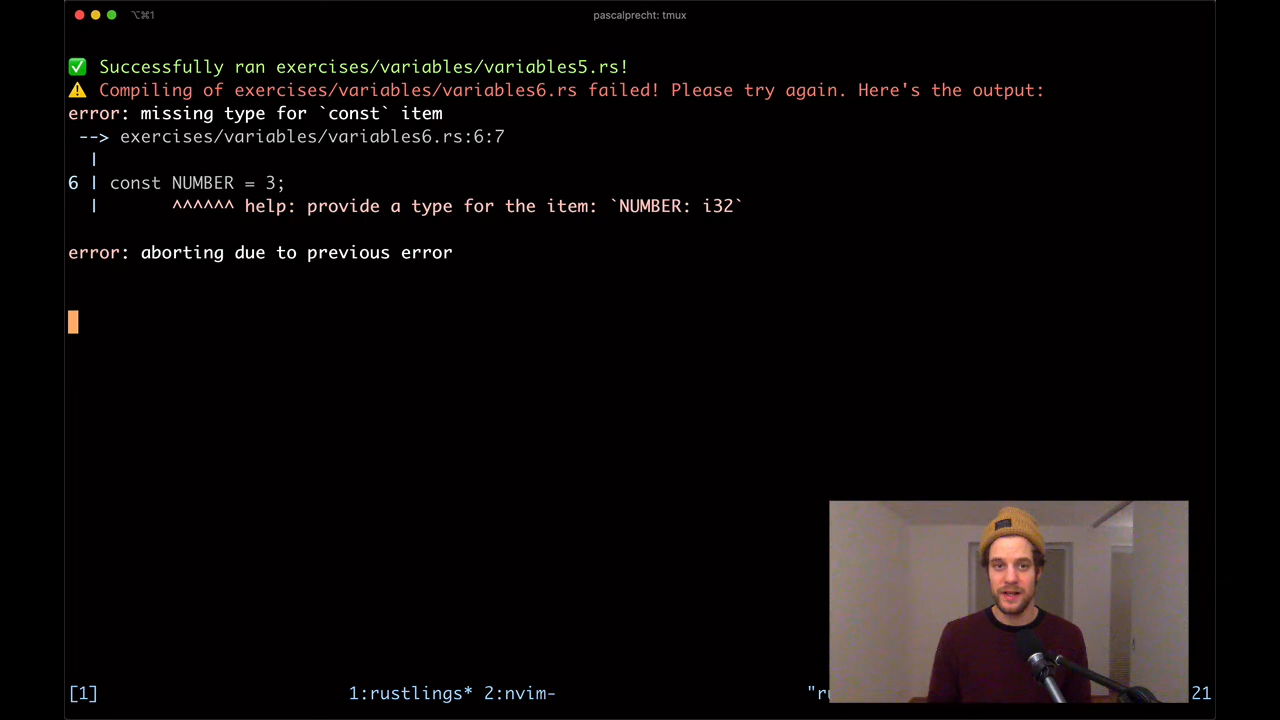 ⌥⌘1
pascalprecht: tmux
✅ Successfully ran exercises/variables/variables5.rs!
⚠️ Compiling of exercises/variables/variables6.rs failed! Please try again. Here's the output:
error: missing type for `const` item
--> exercises/variables/variables6.rs:6:7
|
6 | const NUMBER = 3;
| ^^^^^^ help: provide a type for the item: `NUMBER: i32`
error: aborting due to previous error
[1] 1:rustlings* 2:nvim- "ru 21